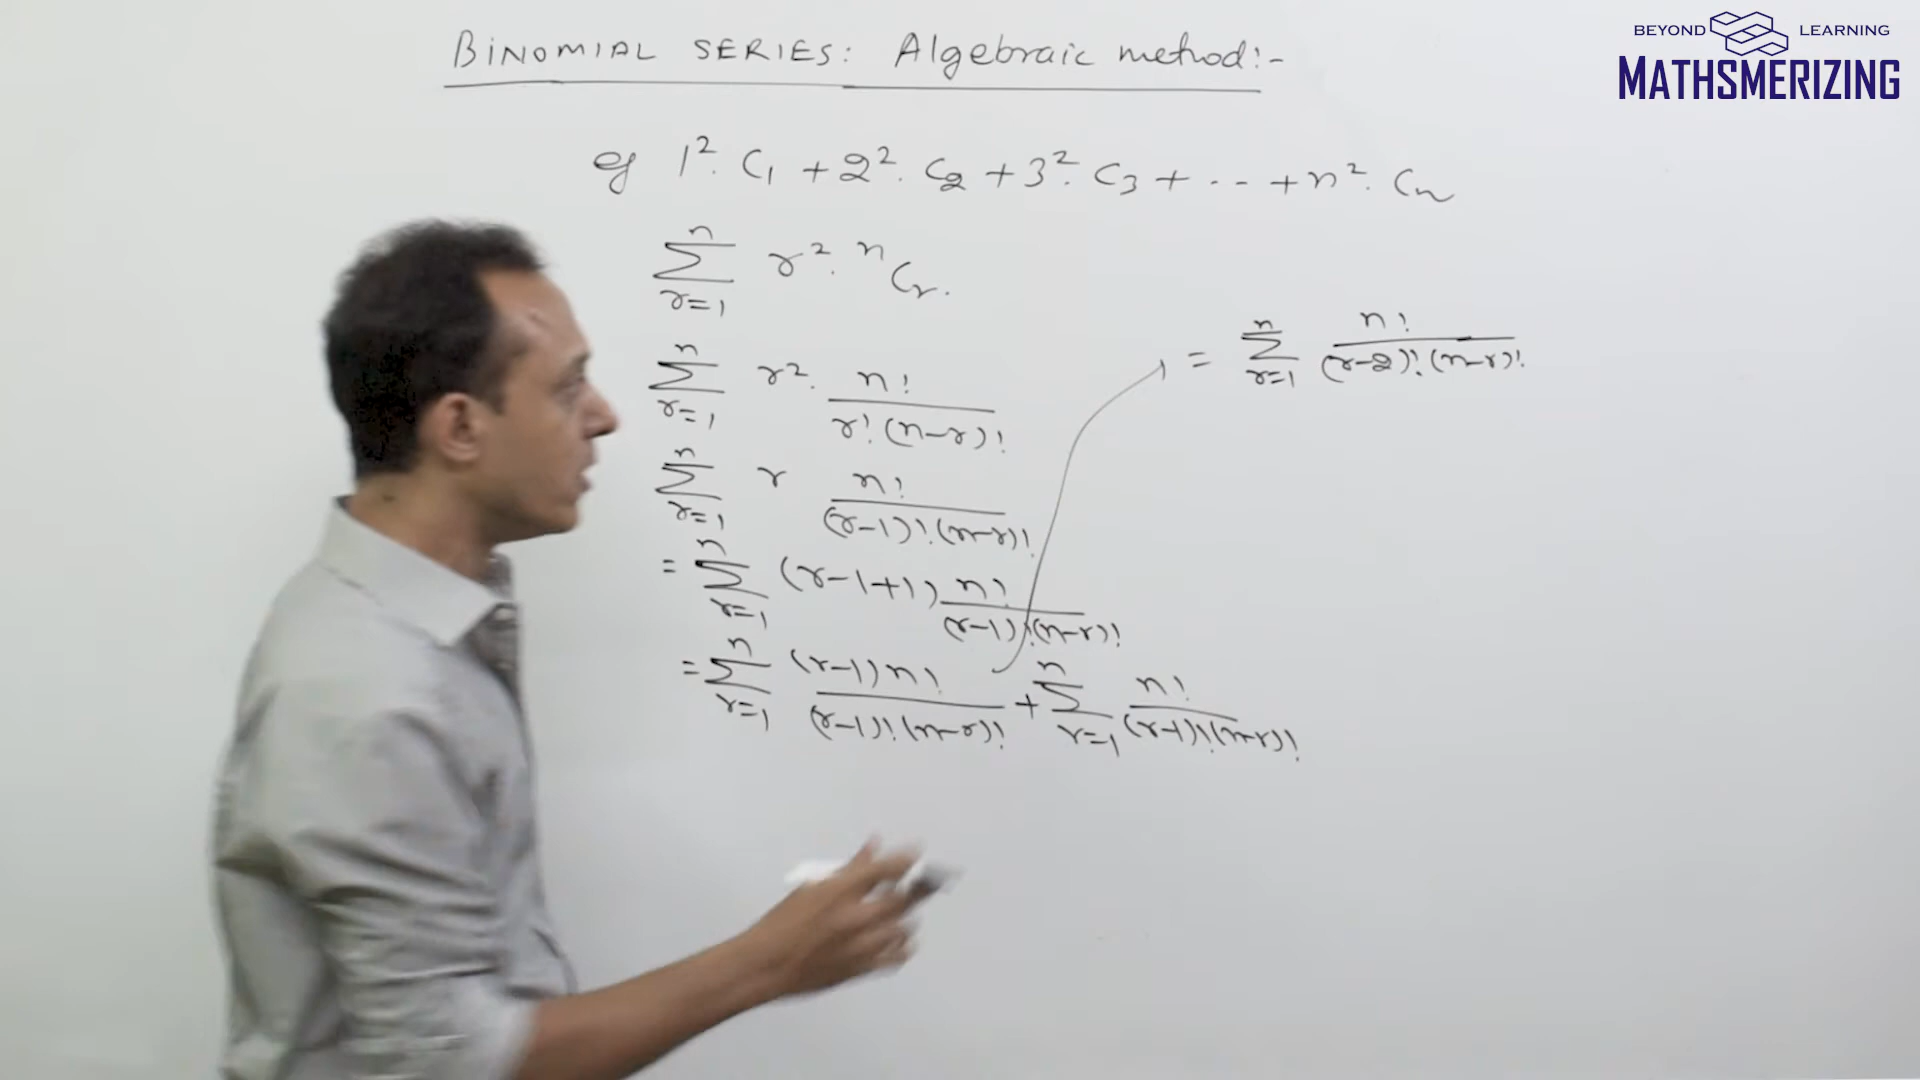 BEYOND LEARNING
MATHSMERIZING
BINOMIAL SERIES: Algebraic method:-
eg 1². C₁ + 2². C₂ + 3². C₃ + ... + n². Cₙ
n∑r=1 r². ⁿCᵣ.
n∑r=1 r². n! / r!(n-r)!
n∑r=1 r n! / (r-1)!(n-r)!
= n∑r=1 (r-1+1) n! / (r-1)!(n-r)!
= n∑r=1 (r-1)n! / (r-1)!(n-r)! + n∑r=1 n! / (r-1)!(n-r)!
= n∑r=1 n! / (r-2)!(n-r)!